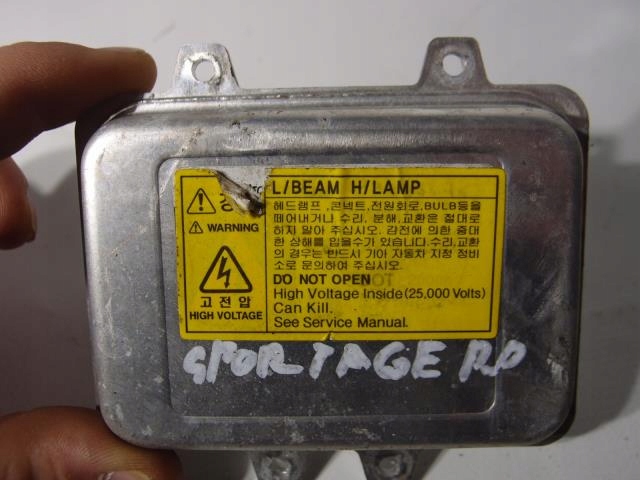 L/BEAM H/LAMP
헤드램프 ,콘넥트,전원회로,BULB등을
떼어내거나 수리, 분해,교환은 절대로
하지 말아 주십시오. 감전에 의한 중대
한 상해를 입을수가 있습니다.수리,교환
의 경우는 반드시 기아 자동차 지정 정비
소로 문의하여 주십시오.
DO NOT OPEN
High Voltage Inside(25,000 Volts)
Can Kill.
See Service Manual.
경
WARNING
고 전 압
HIGH VOLTAGE
SPORTAGE